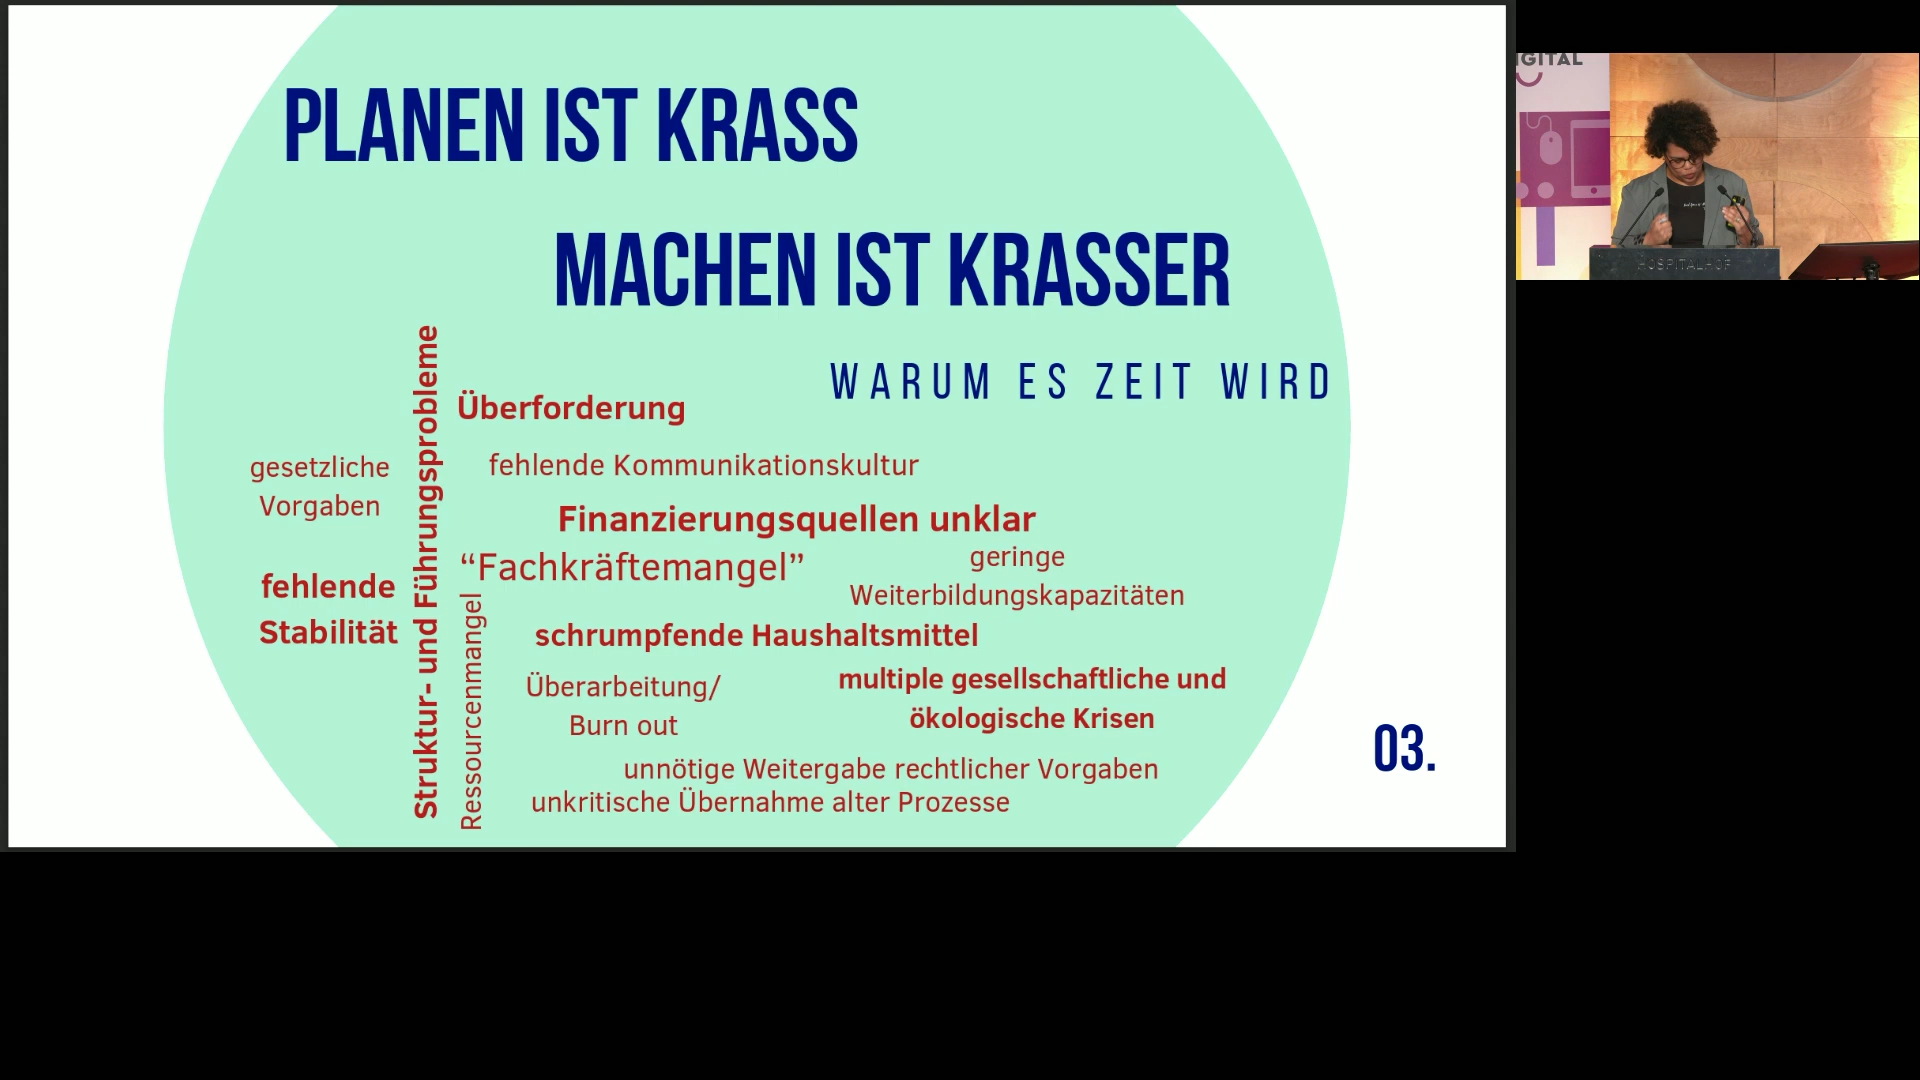 PLANEN IST KRASS
MACHEN IST KRASSER
WARUM ES ZEIT WIRD
Struktur- und Führungsprobleme
Überforderung
gesetzliche
Vorgaben
fehlende Kommunikationskultur
Finanzierungsquellen unklar
“Fachkräftemangel”
geringe
Weiterbildungskapazitäten
fehlende
Stabilität
Ressourcenmangel
schrumpfende Haushaltsmittel
Überarbeitung/
Burn out
multiple gesellschaftliche und
ökologische Krisen
unnötige Weitergabe rechtlicher Vorgaben
unkritische Übernahme alter Prozesse
03.
IGITAL
HOSPITALHOF